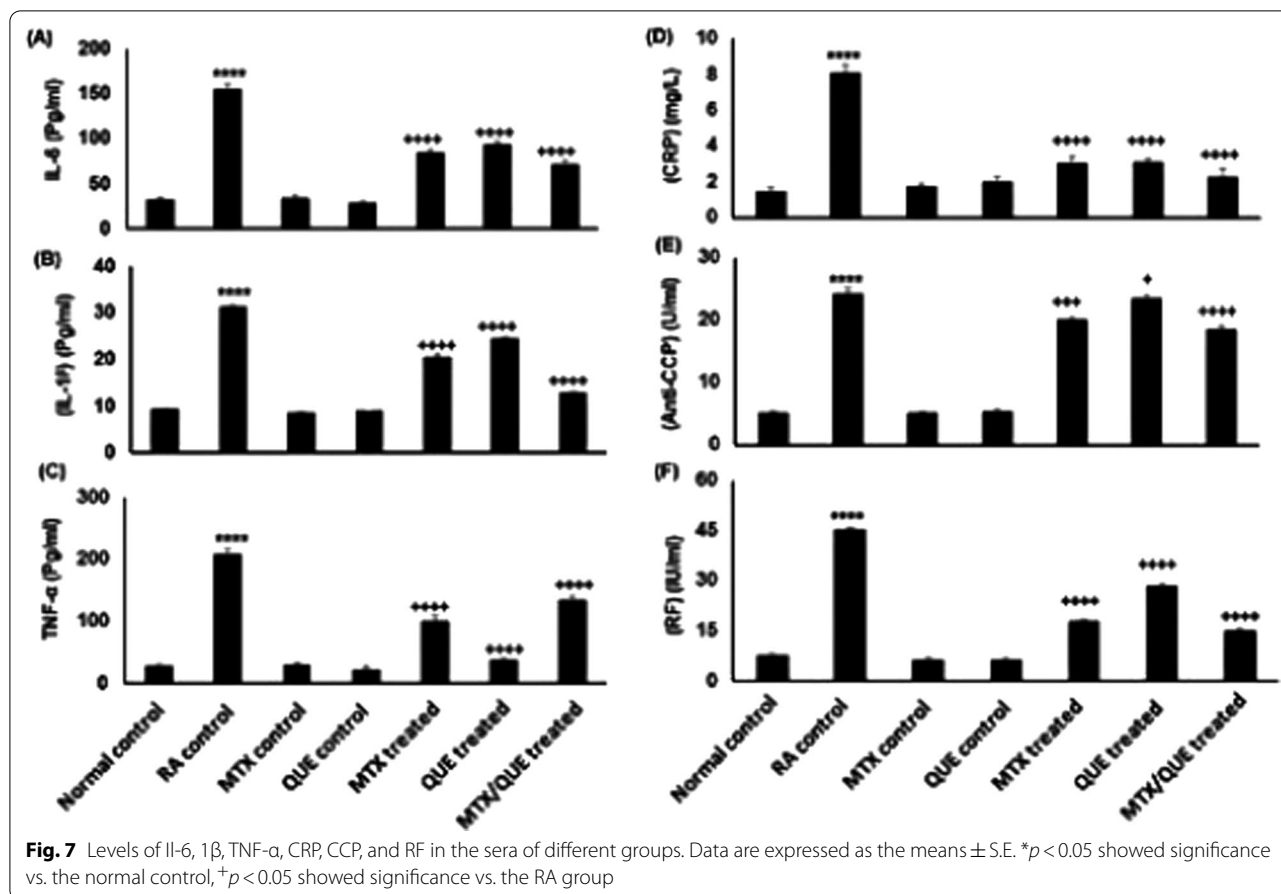 (A)
200
150
100
50
0
IL-6 (Pg/ml)
****
++++
++++
++++
(B)
40
30
20
10
0
(IL-1β) (Pg/ml)
****
++++
++++
++++
(C)
300
200
100
0
TNF-α (Pg/ml)
****
++++
++++
++++
Normal control
RA control
MTX control
QUE control
MTX treated
QUE treated
MTX/QUE treated
(D)
10
8
6
4
2
0
(CRP) (mg/L)
****
++++
++++
++++
(E)
30
20
10
0
(Anti-CCP) (U/ml)
****
+++
+
++++
(F)
60
45
30
15
0
(RF) (IU/ml)
****
++++
++++
++++
Normal control
RA control
MTX control
QUE control
MTX treated
QUE treated
MTX/QUE treated
Fig. 7 Levels of Il-6, 1β, TNF-α, CRP, CCP, and RF in the sera of different groups. Data are expressed as the means ± S.E. *p < 0.05 showed significance
vs. the normal control, +p < 0.05 showed significance vs. the RA group